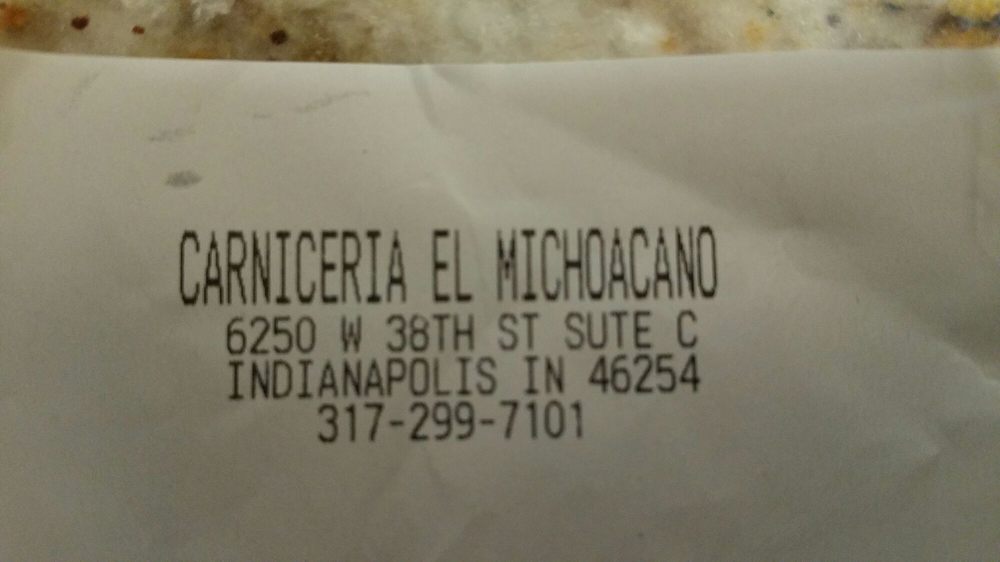 CARNICERIA EL MICHOACANO
6250 W 38TH ST SUTE C
INDIANAPOLIS IN 46254
317-299-7101